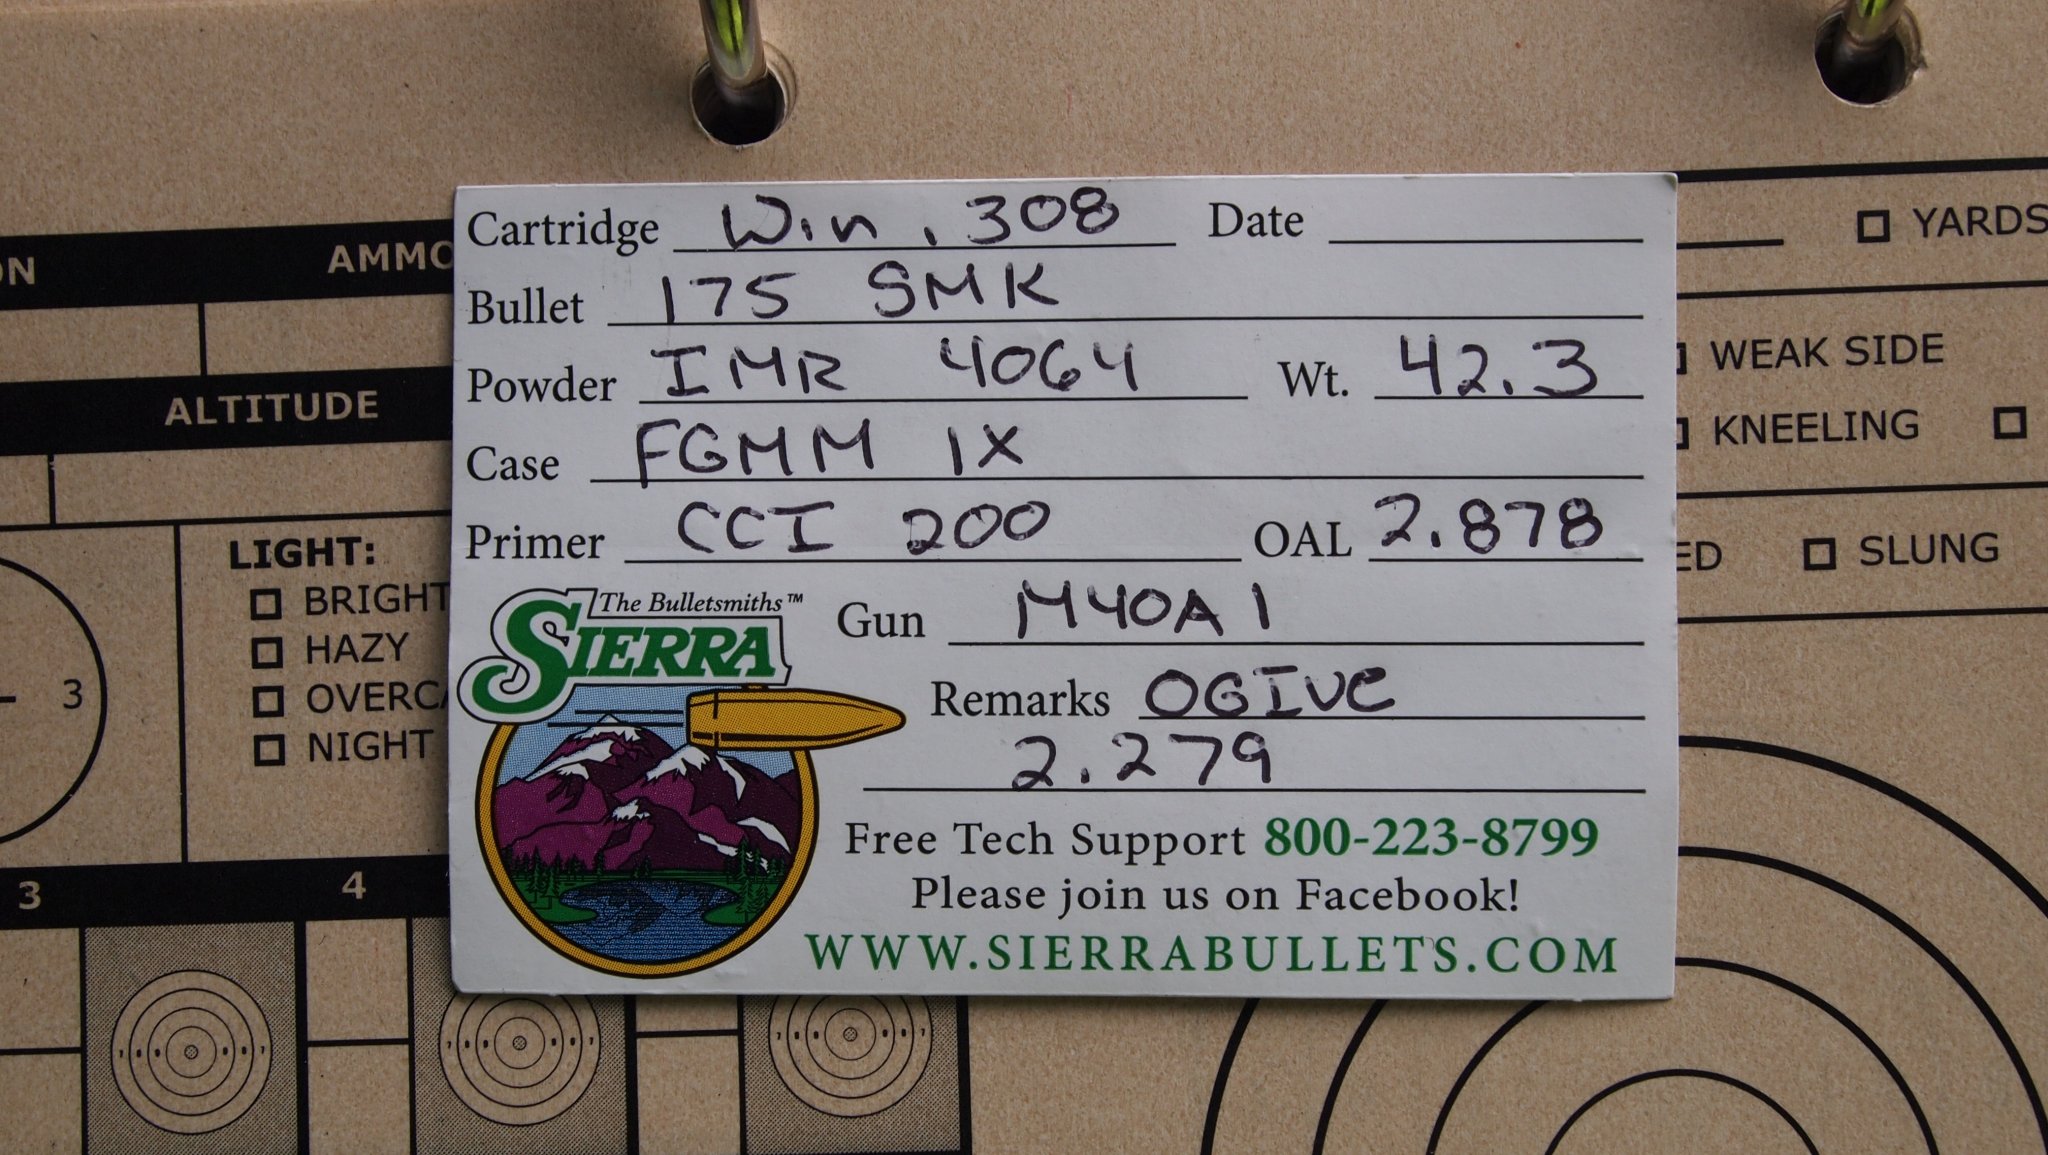 Cartridge Win .308 Date
Bullet 175 SMK
Powder IMR 4064 Wt. 42.3
Case FGMM 1X
Primer CCI 200 OAL 2.878
The Bulletsmiths™
SIERRA
Gun M40A1
Remarks OGIVE
2.279
Free Tech Support 800-223-8799
Please join us on Facebook!
WWW.SIERRABULLETS.COM
ALTITUDE
LIGHT:
BRIGHT
HAZY
NIGHT
3
3 4
YARDS
WEAK SIDE
KNEELING
SLUNG